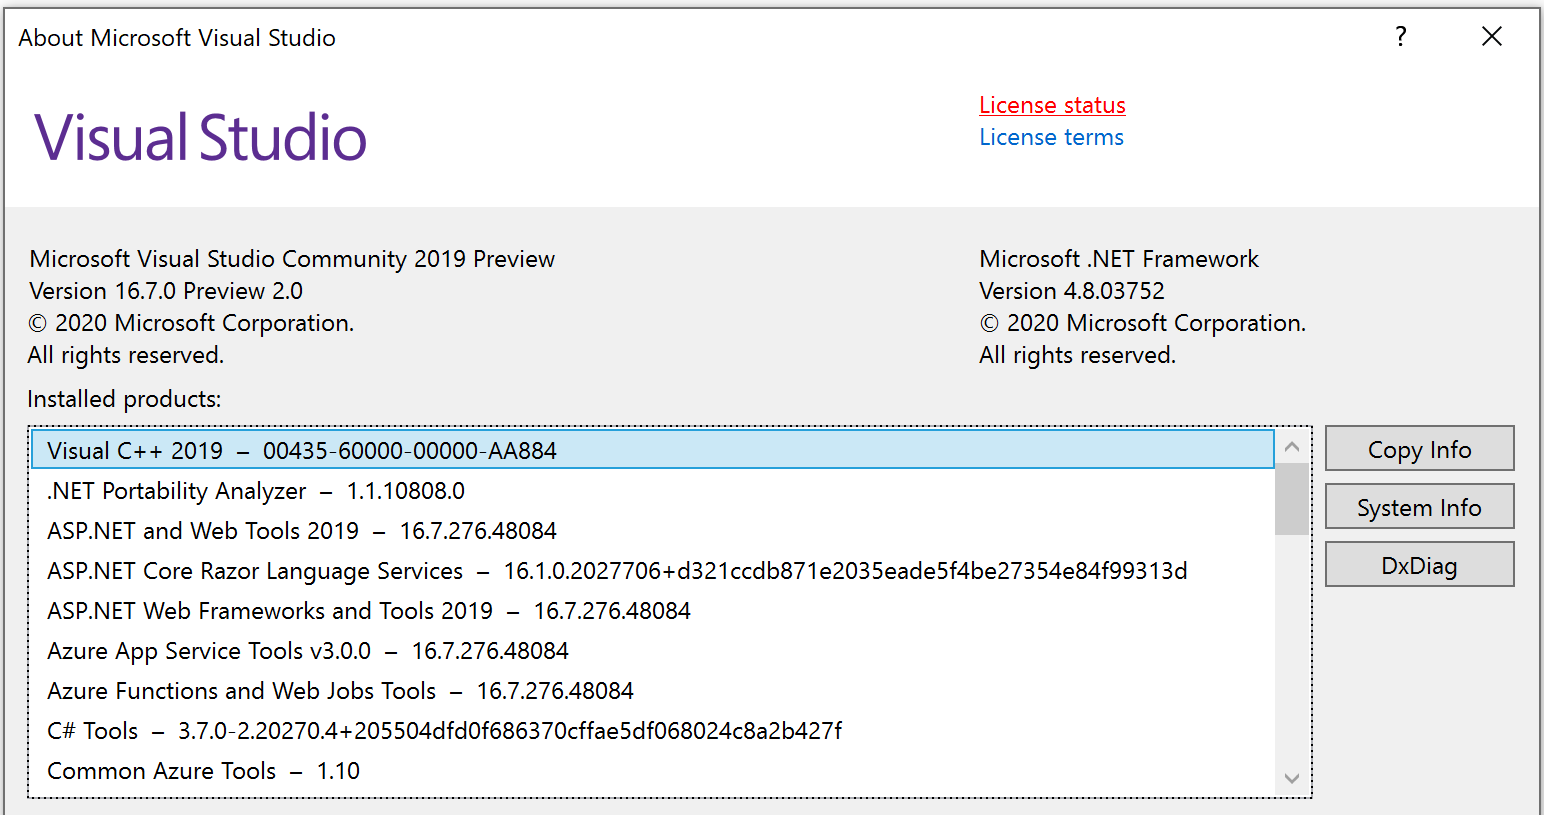 About Microsoft Visual Studio
?
Visual Studio
License status
License terms
Microsoft Visual Studio Community 2019 Preview
Version 16.7.0 Preview 2.0
© 2020 Microsoft Corporation.
All rights reserved.
Microsoft .NET Framework
Version 4.8.03752
© 2020 Microsoft Corporation.
All rights reserved.
Installed products:
Visual C++ 2019 – 00435-60000-00000-AA884
.NET Portability Analyzer – 1.1.10808.0
ASP.NET and Web Tools 2019 – 16.7.276.48084
ASP.NET Core Razor Language Services – 16.1.0.2027706+d321ccdb871e2035eade5f4be27354e84f99313d
ASP.NET Web Frameworks and Tools 2019 – 16.7.276.48084
Azure App Service Tools v3.0.0 – 16.7.276.48084
Azure Functions and Web Jobs Tools – 16.7.276.48084
C# Tools – 3.7.0-2.20270.4+205504dfd0f686370cffae5df068024c8a2b427f
Common Azure Tools – 1.10
Copy Info
System Info
DxDiag